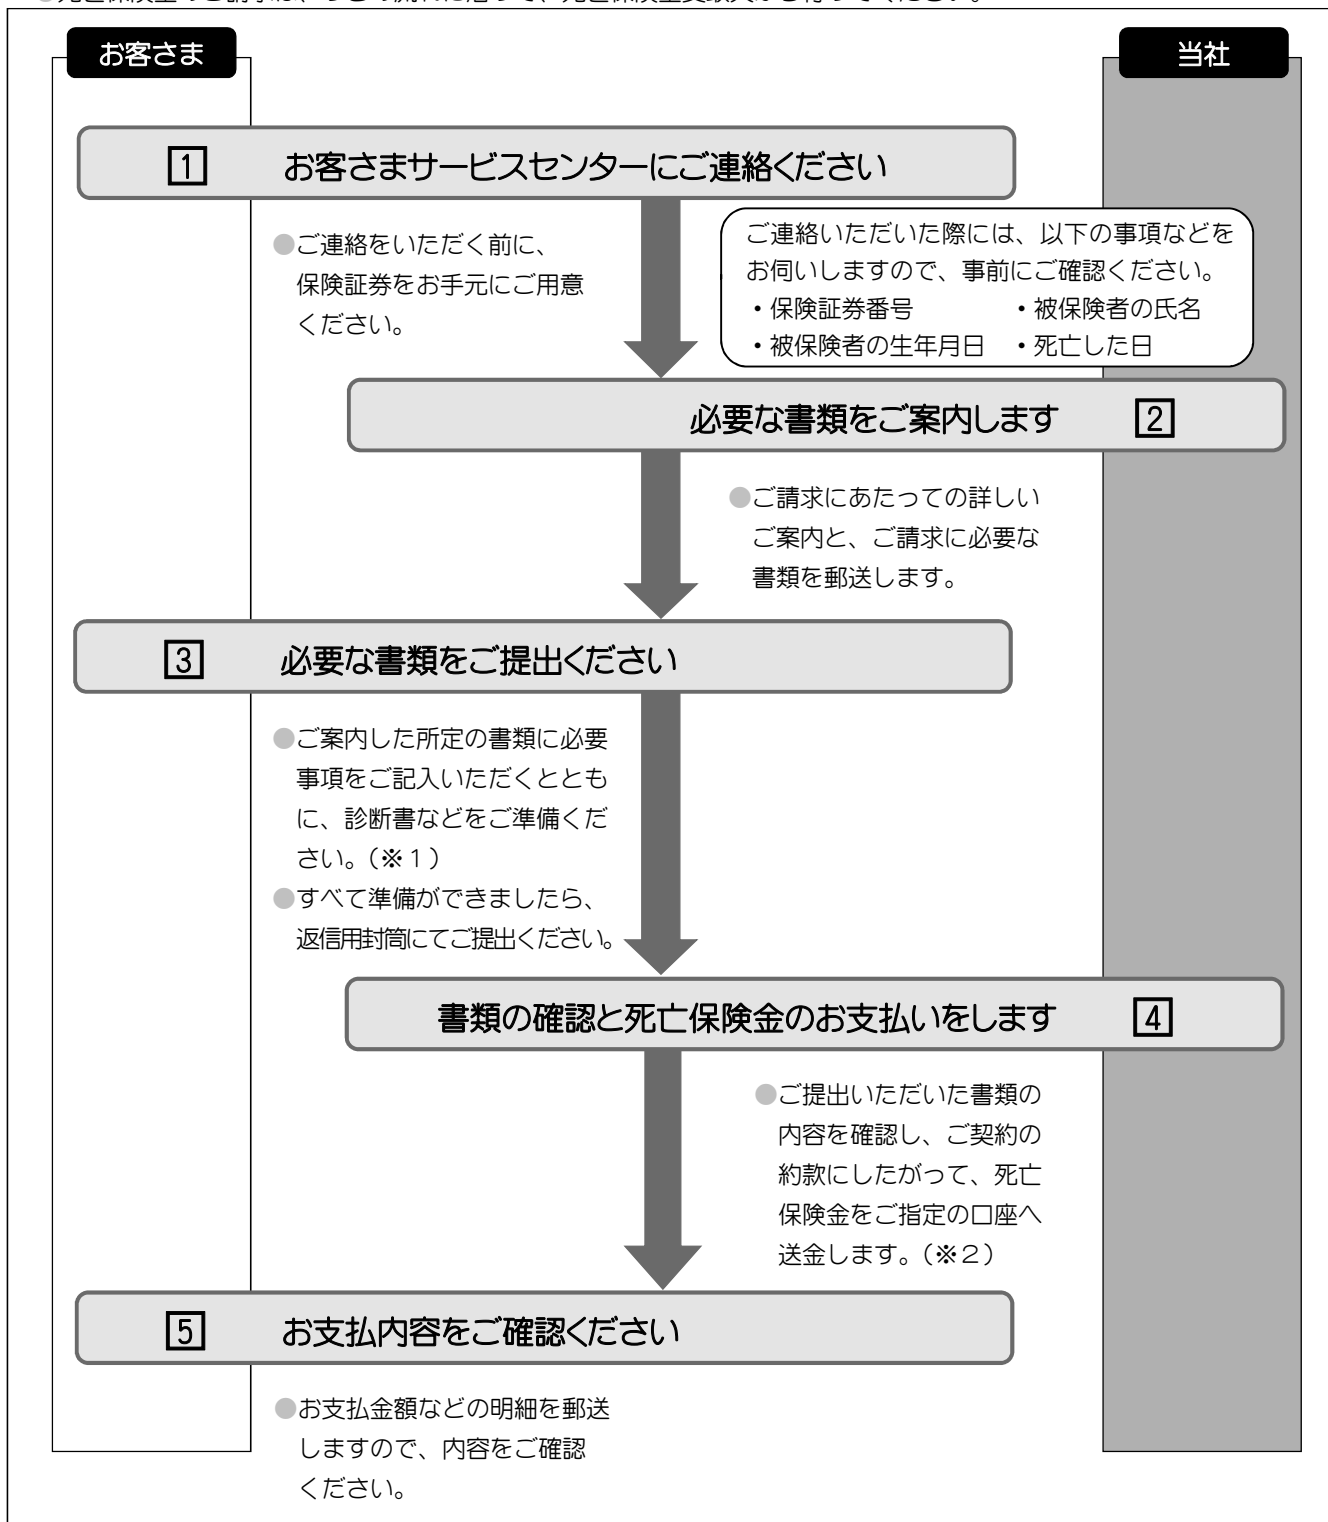 お客さま
当社
1 お客さまサービスセンターにご連絡ください
●ご連絡をいただく前に、
保険証券をお手元にご用意
ください。
ご連絡いただいた際には、以下の事項などを
お伺いしますので、事前にご確認ください。
・保険証券番号 ・被保険者の氏名
・被保険者の生年月日 ・死亡した日
必要な書類をご案内します 2
●ご請求にあたっての詳しい
ご案内と、ご請求に必要な
書類を郵送します。
3 必要な書類をご提出ください
●ご案内した所定の書類に必要
事項をご記入いただくととも
に、診断書などをご準備くだ
さい。(※1)
●すべて準備ができましたら、
返信用封筒にてご提出ください。
書類の確認と死亡保険金のお支払いをします 4
●ご提出いただいた書類の
内容を確認し、ご契約の
約款にしたがって、死亡
保険金をご指定の口座へ
送金します。(※2)
5 お支払内容をご確認ください
●お支払金額などの明細を郵送
しますので、内容をご確認
ください。